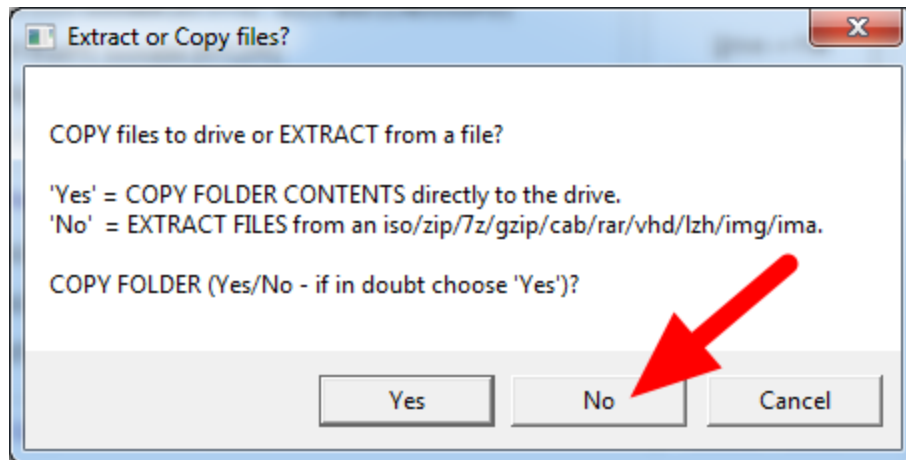 Extract or Copy files?
COPY files to drive or EXTRACT from a file?
'Yes' = COPY FOLDER CONTENTS directly to the drive.
'No' = EXTRACT FILES from an iso/zip/7z/gzip/cab/rar/vhd/lzh/img/ima.
COPY FOLDER (Yes/No - if in doubt choose 'Yes')?
Yes
No
Cancel